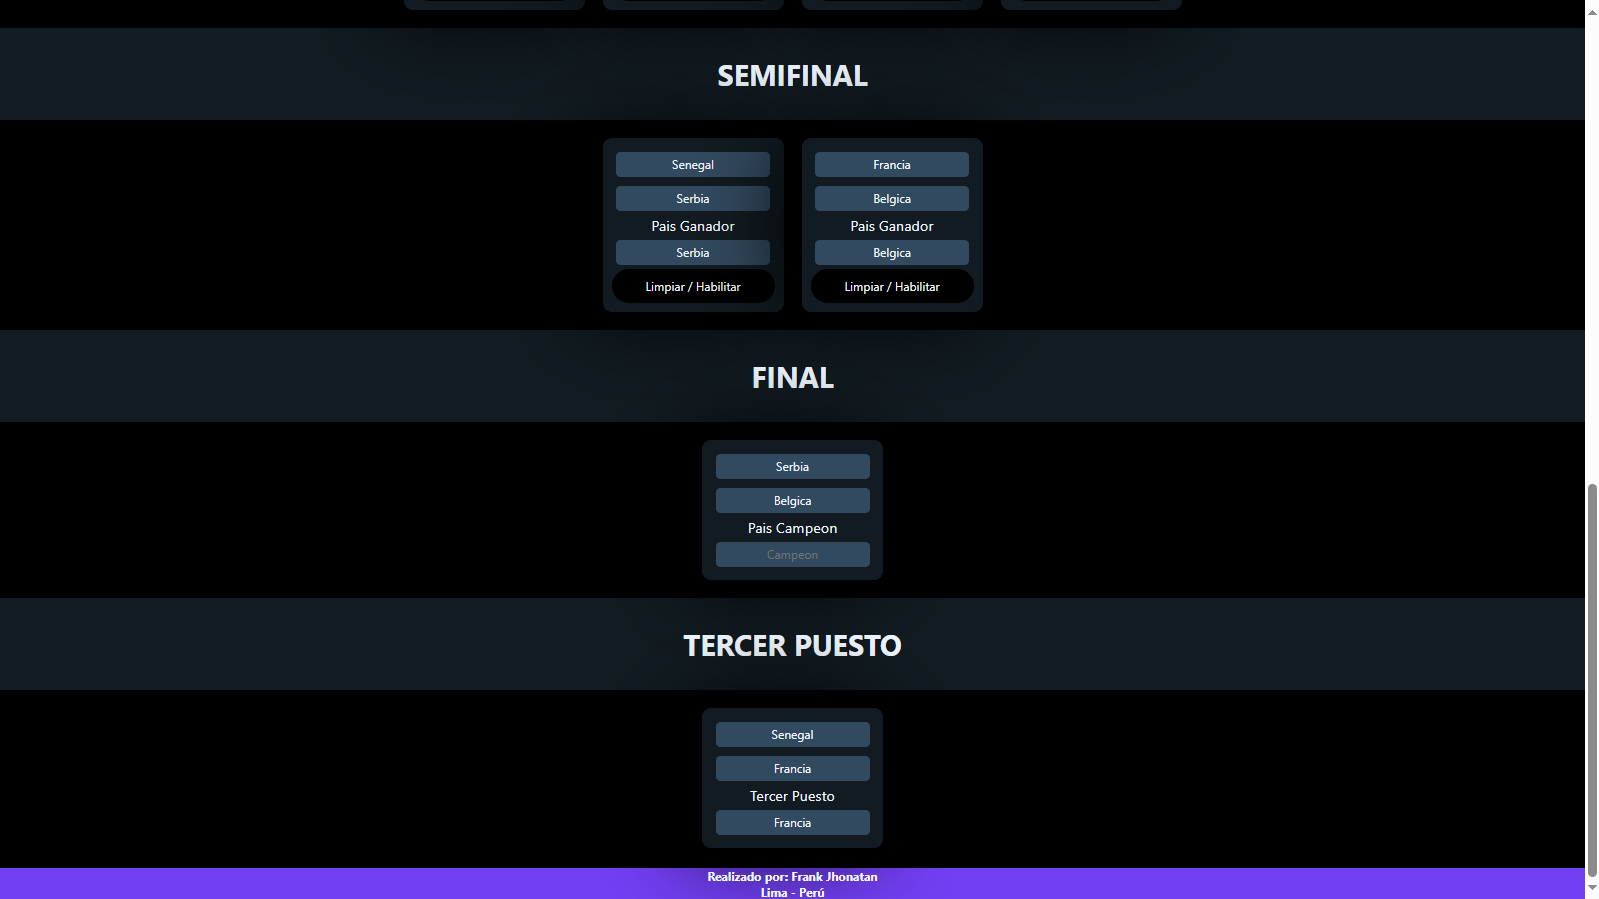 SEMIFINAL
Senegal
Serbia
Pais Ganador
Serbia
Limpiar / Habilitar
Francia
Belgica
Pais Ganador
Belgica
Limpiar / Habilitar
FINAL
Serbia
Belgica
Pais Campeon
Campeon
TERCER PUESTO
Senegal
Francia
Tercer Puesto
Francia
Realizado por: Frank Jhonatan
Lima - Perú